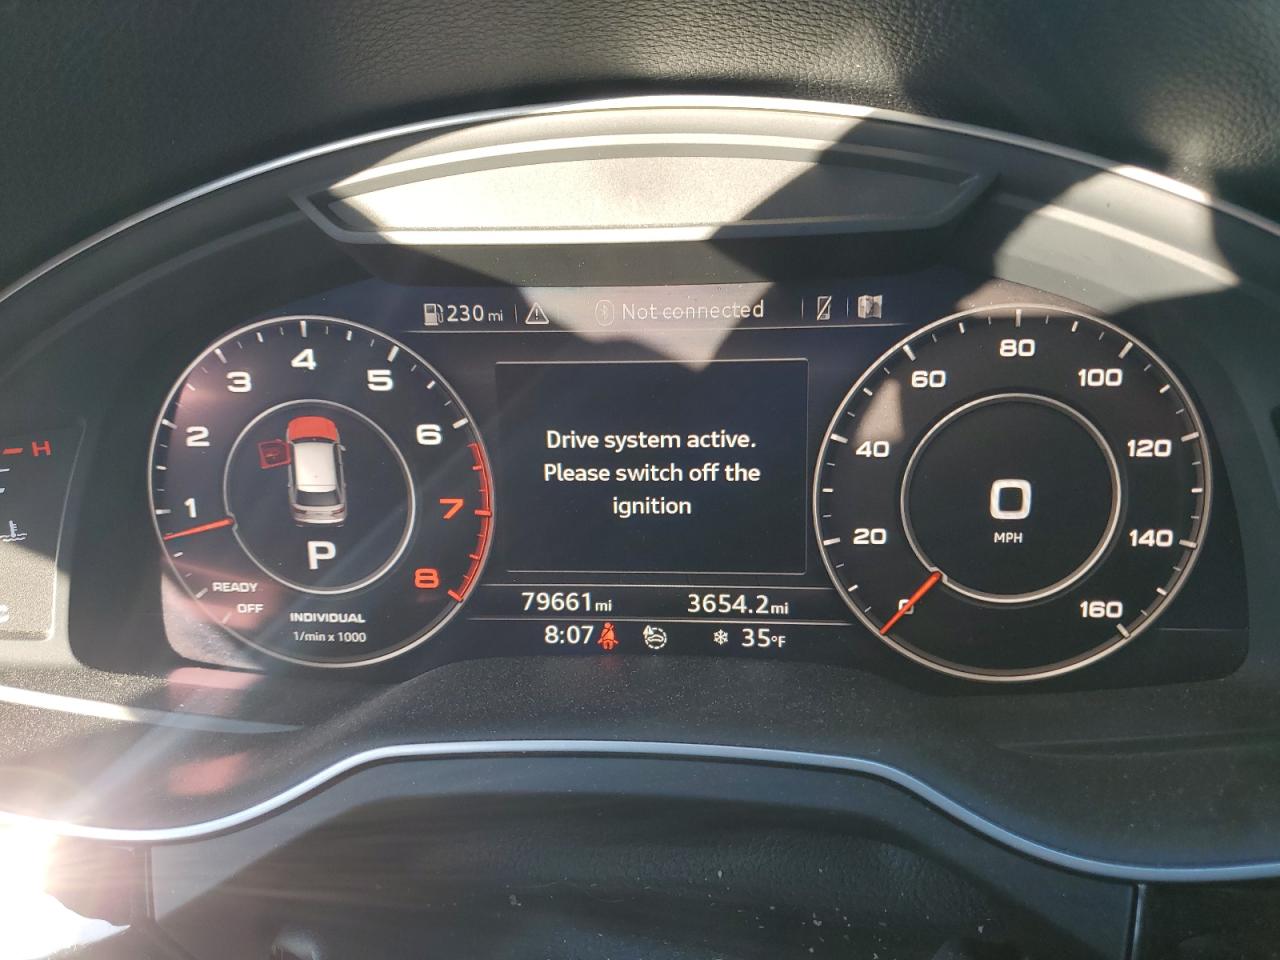 230 mi
Not connected
H
1
2
3
4
5
6
7
8
P
READY
OFF
INDIVIDUAL
1/min x 1000
Drive system active.
Please switch off the
ignition
79661 mi 3654.2 mi
8:07 35°F
0
20
40
60
80
100
120
140
160
0
MPH